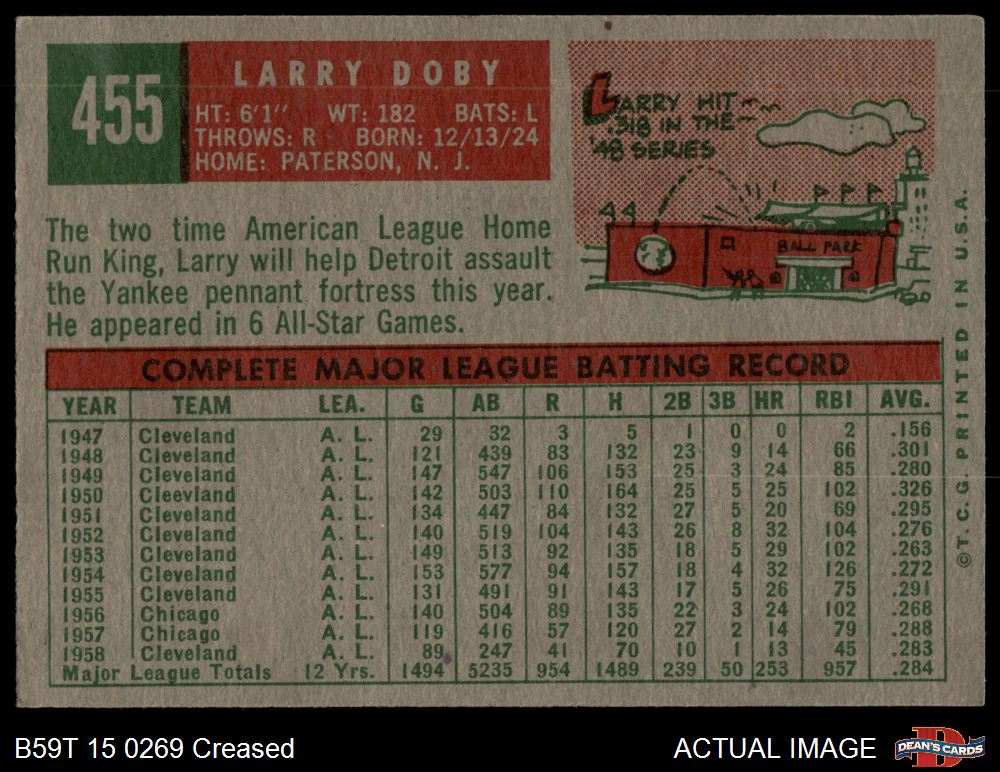 455
LARRY DOBY
HT: 6'1" WT: 182 BATS: L
THROWS: R BORN: 12/13/24
HOME: PATERSON, N. J.
LARRY HIT
.318 IN THE
'48 SERIES
BALL PARK
The two time American League Home
Run King, Larry will help Detroit assault
the Yankee pennant fortress this year.
He appeared in 6 All-Star Games.
COMPLETE MAJOR LEAGUE BATTING RECORD
YEAR TEAM LEA. G AB R H 2B 3B HR RBI AVG.
1947 Cleveland A. L. 29 32 3 5 1 0 0 2 .156
1948 Cleveland A. L. 121 439 83 132 23 9 14 66 .301
1949 Cleveland A. L. 147 547 106 153 25 3 24 85 .280
1950 Cleevland A. L. 142 503 110 164 25 5 25 102 .326
1951 Cleveland A. L. 134 447 84 132 27 5 20 69 .295
1952 Cleveland A. L. 140 519 104 143 26 8 32 104 .276
1953 Cleveland A. L. 149 513 92 135 18 5 29 102 .263
1954 Cleveland A. L. 153 577 94 157 18 4 32 126 .272
1955 Cleveland A. L. 131 491 91 143 17 5 26 75 .291
1956 Chicago A. L. 140 504 89 135 22 3 24 102 .268
1957 Chicago A. L. 119 416 57 120 27 2 14 79 .288
1958 Cleveland A. L. 89 247 41 70 10 1 13 45 .283
Major League Totals 12 Yrs. 1494 5235 954 1489 239 50 253 957 .284
©T. C. G. PRINTED IN U.S.A.
B59T 15 0269 Creased
ACTUAL IMAGE
DEAN'S CARDS